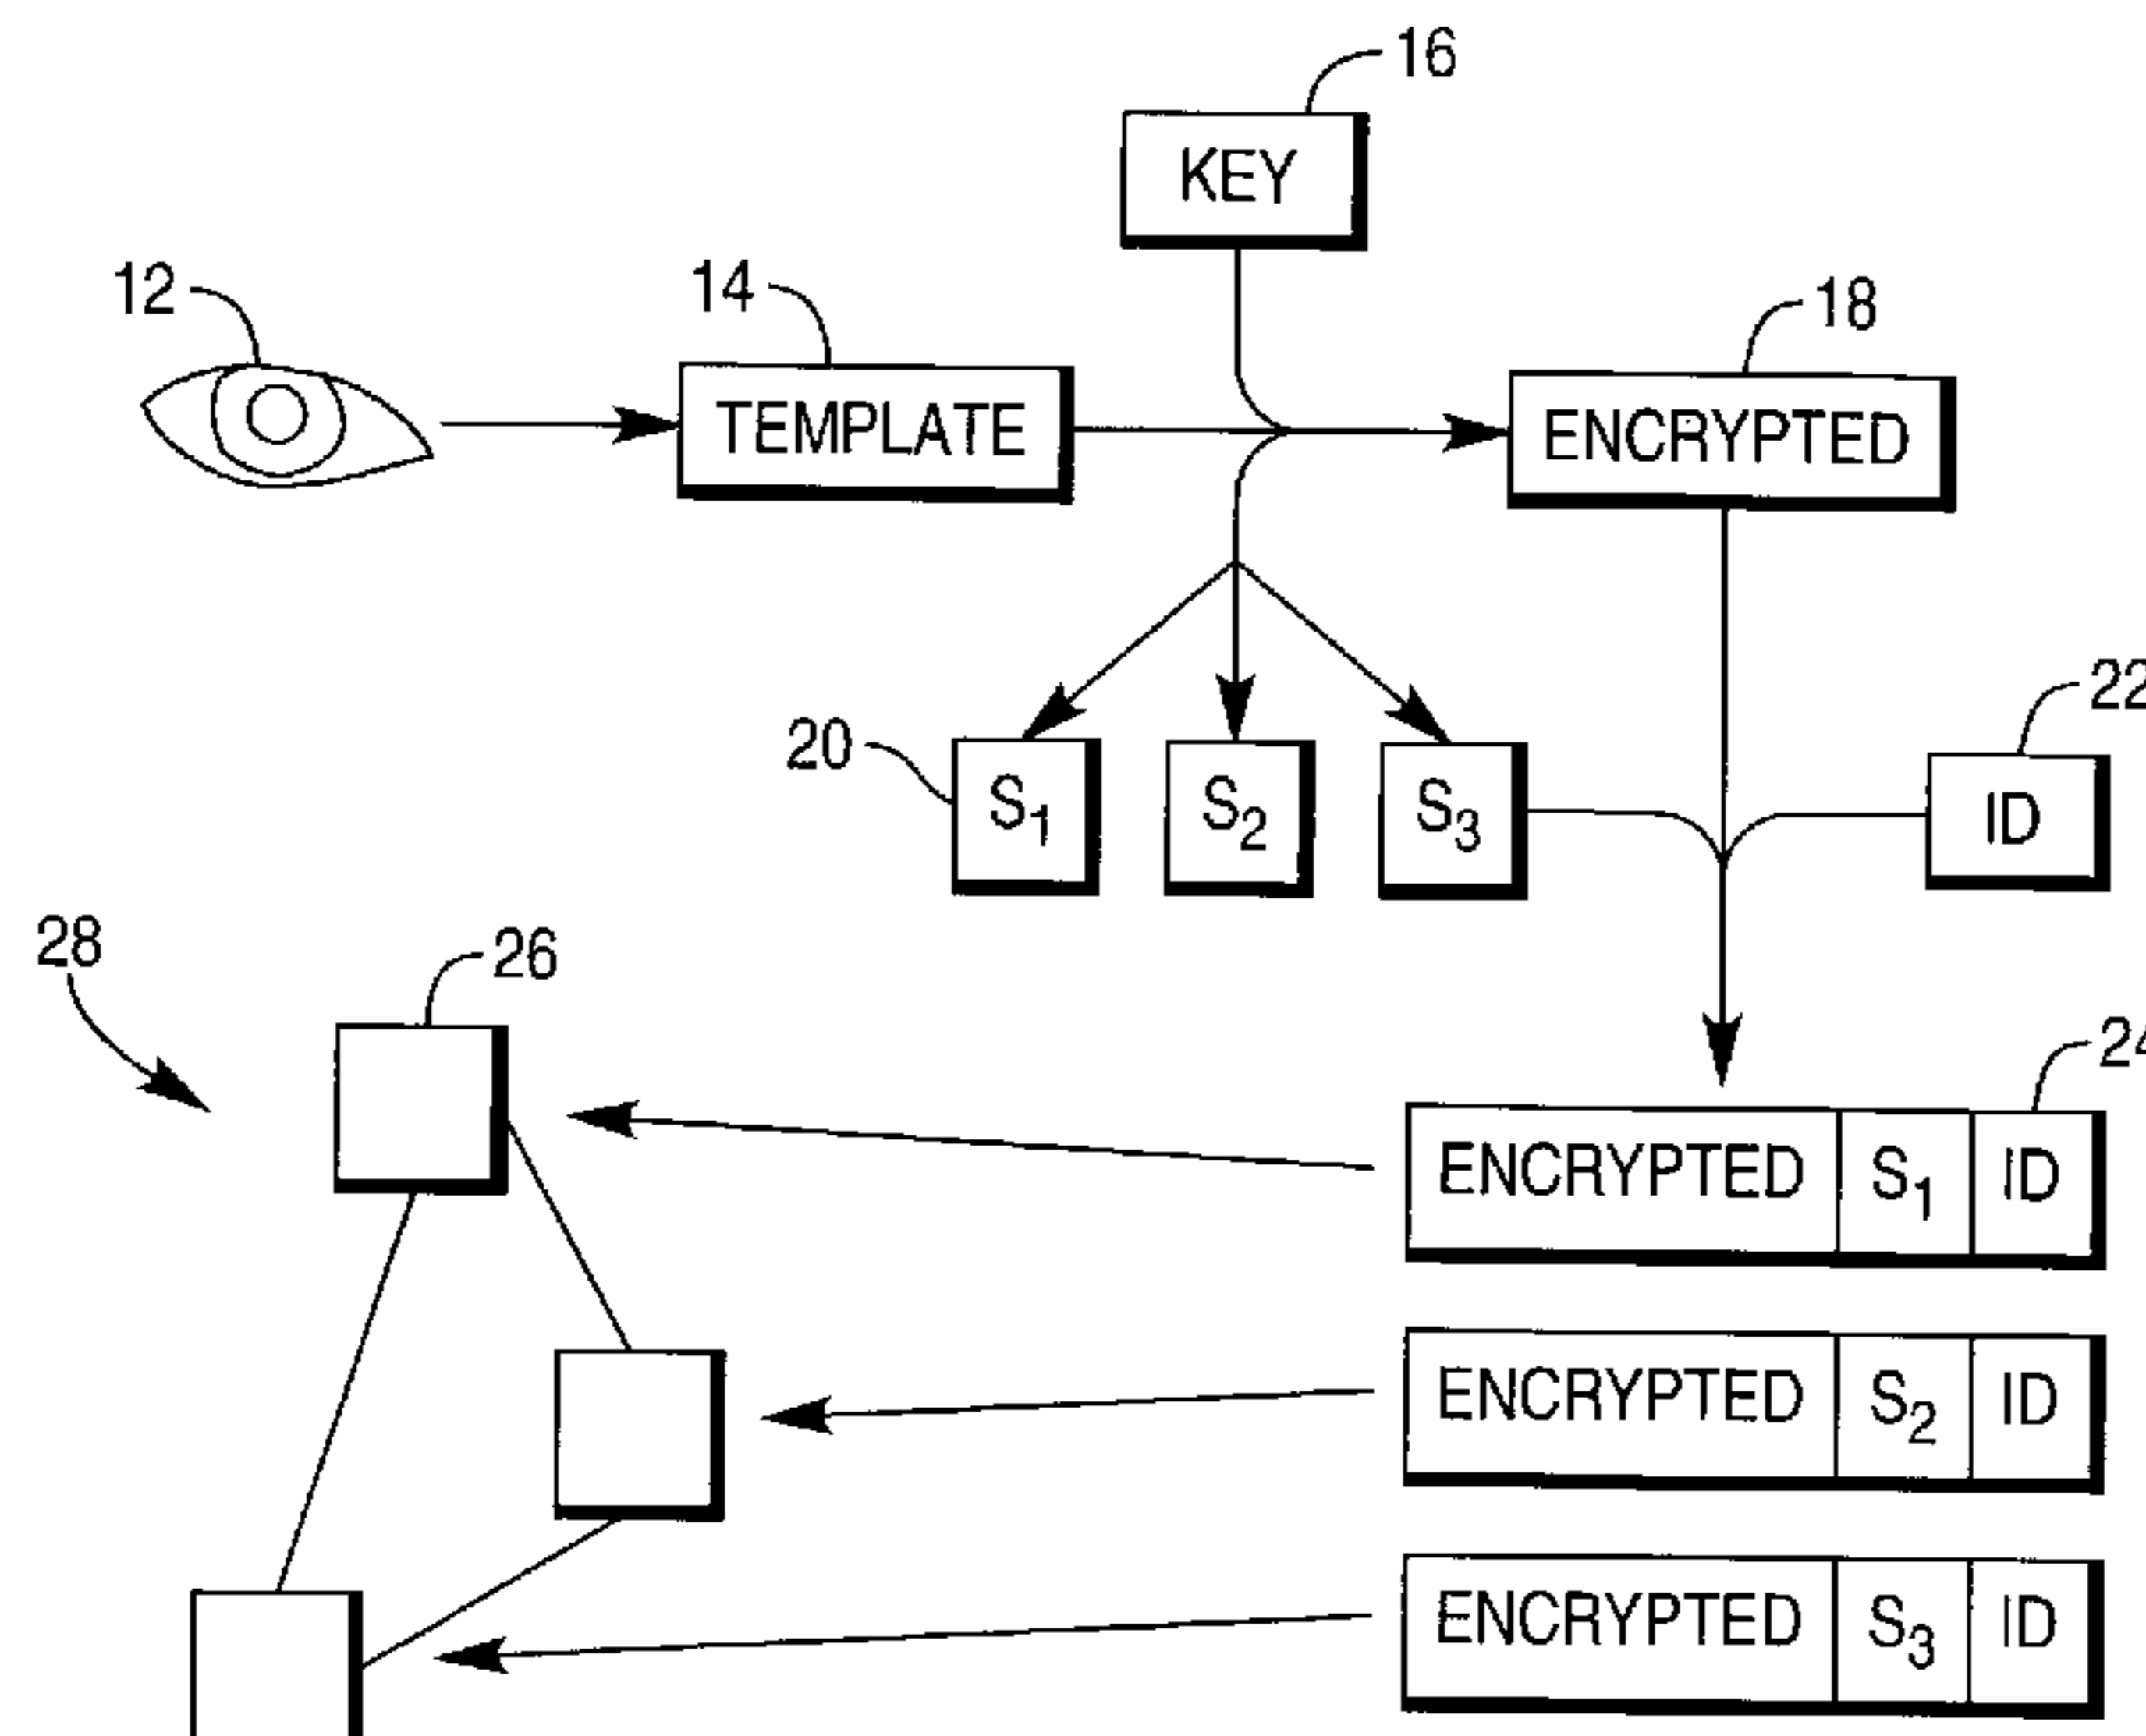 16
KEY
12
14
18
TEMPLATE
ENCRYPTED
22
20
S1
S2
S3
ID
28
26
ENCRYPTED S1 ID
ENCRYPTED S2 ID
ENCRYPTED S3 ID